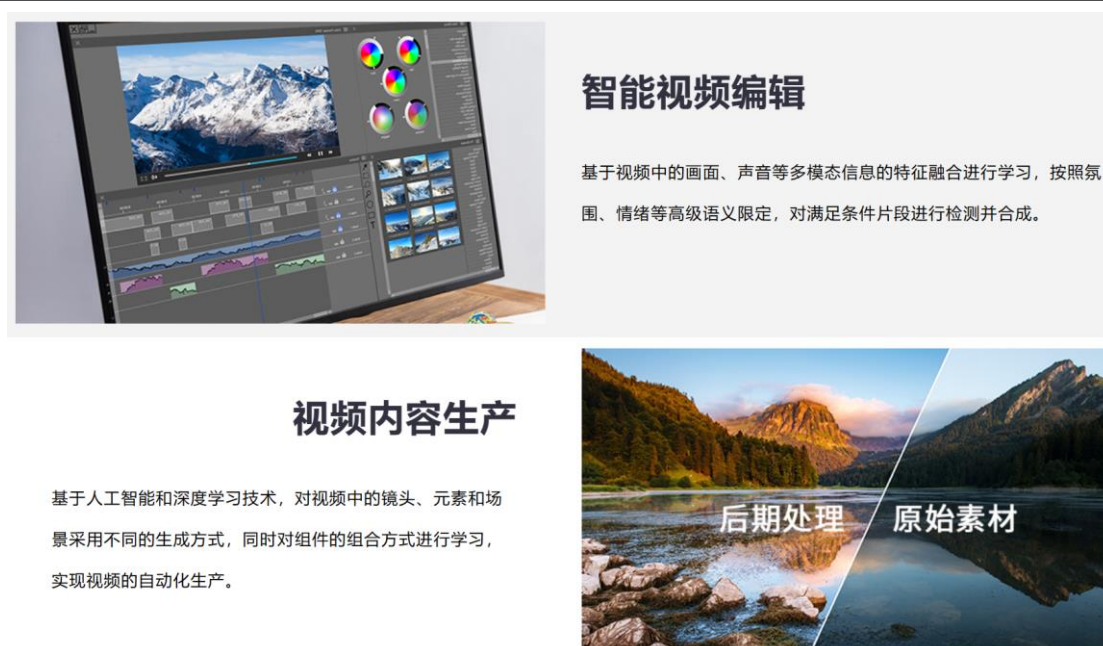 智能视频编辑
基于视频中的画面、声音等多模态信息的特征融合进行学习，按照氛
围、情绪等高级语义限定，对满足条件片段进行检测并合成。
视频内容生产
基于人工智能和深度学习技术，对视频中的镜头、元素和场
景采用不同的生成方式，同时对组件的组合方式进行学习，
实现视频的自动化生产。
后期处理
原始素材